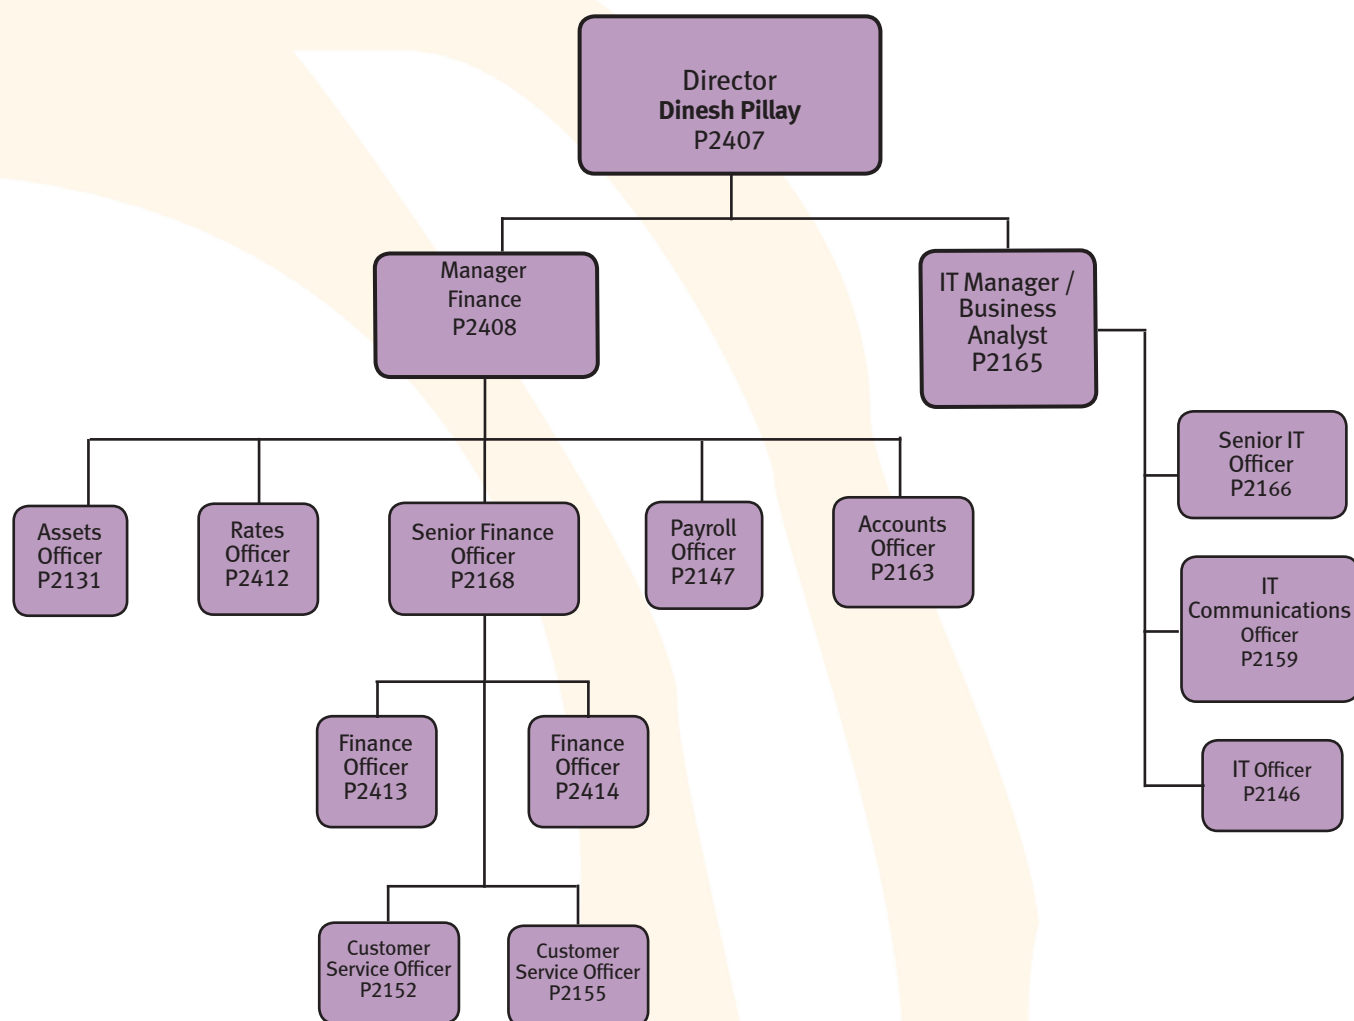 Director
Dinesh Pillay
P2407
Manager
Finance
P2408
IT Manager /
Business
Analyst
P2165
Assets
Officer
P2131
Rates
Officer
P2412
Senior Finance
Officer
P2168
Payroll
Officer
P2147
Accounts
Officer
P2163
Senior IT
Officer
P2166
IT
Communications
Officer
P2159
IT Officer
P2146
Finance
Officer
P2413
Finance
Officer
P2414
Customer
Service Officer
P2152
Customer
Service Officer
P2155